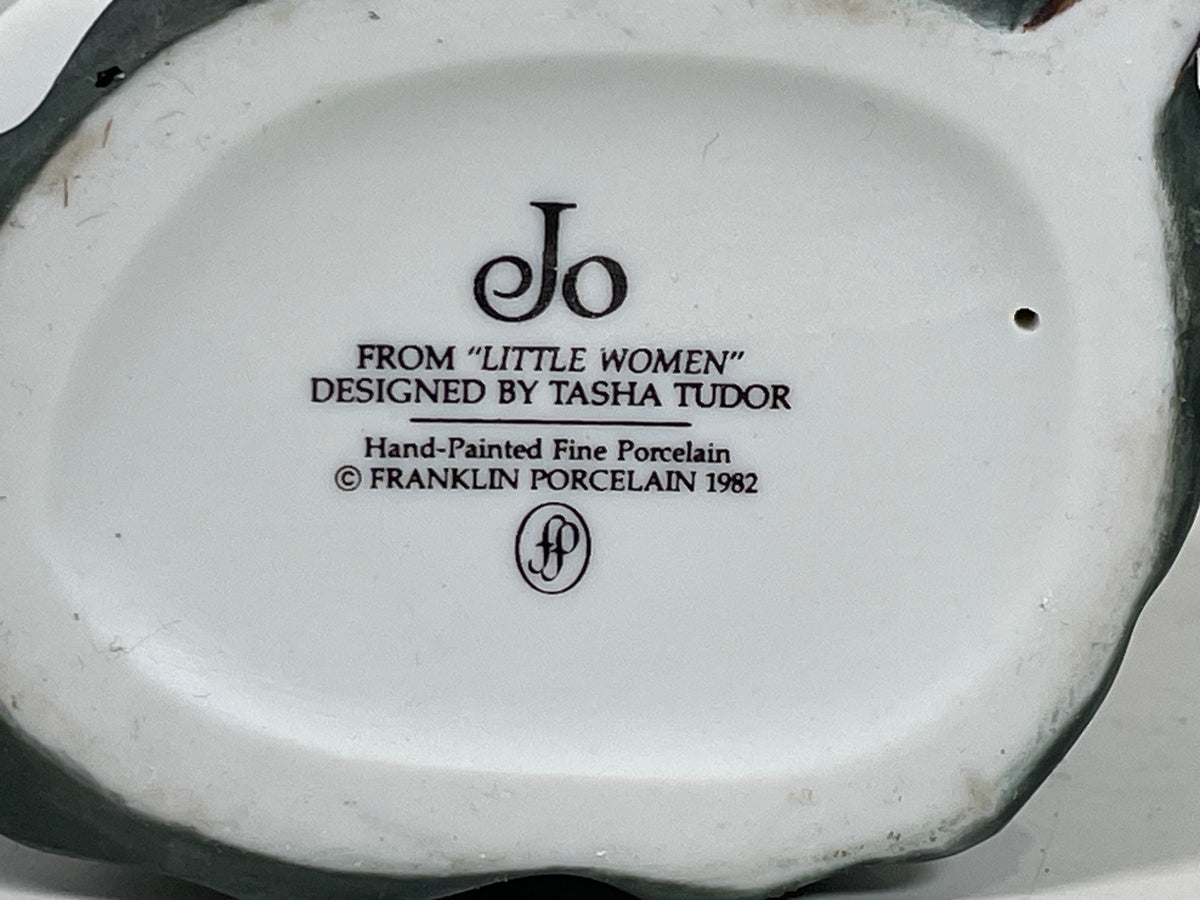 Jo
FROM "LITTLE WOMEN"
DESIGNED BY TASHA TUDOR
Hand-Painted Fine Porcelain
© FRANKLIN PORCELAIN 1982
fp